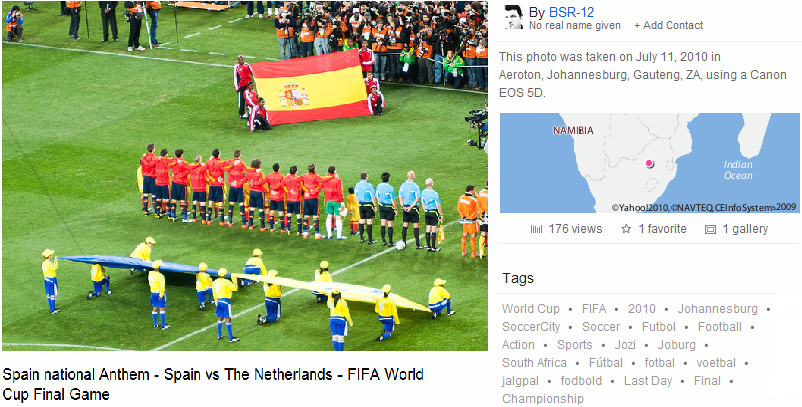 By BSR-12
No real name given + Add Contact
This photo was taken on July 11, 2010 in
Aeroton, Johannesburg, Gauteng, ZA, using a Canon
EOS 5D.
NAMIBIA
Indian
Ocean
©Yahoo!2010, ©NAVTEQ,CEInfoSystem>2009
176 views 1 favorite 1 gallery
Tags
World Cup • FIFA • 2010 • Johannesburg •
SoccerCity • Soccer • Futbol • Football •
Action • Sports • Jozi • Joburg •
South Africa • Fútbal • fotbal • voetbal •
jalgpal • fodbold • Last Day • Final •
Championship
Spain national Anthem - Spain vs The Netherlands - FIFA World
Cup Final Game